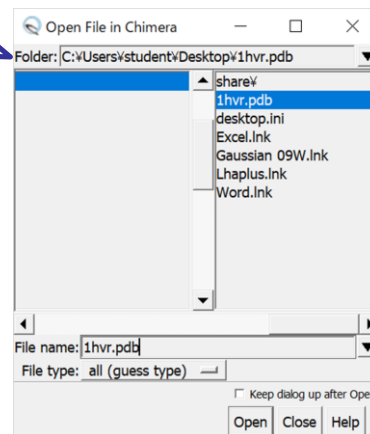 Open File in Chimera
Folder: C:¥Users¥student¥Desktop¥1hvr.pdb
share¥
1hvr.pdb
desktop.ini
Excel.lnk
Gaussian 09W.lnk
Lhaplus.lnk
Word.lnk
File name: 1hvr.pdb
File type: all (guess type)
Keep dialog up after Ope
Open Close Help